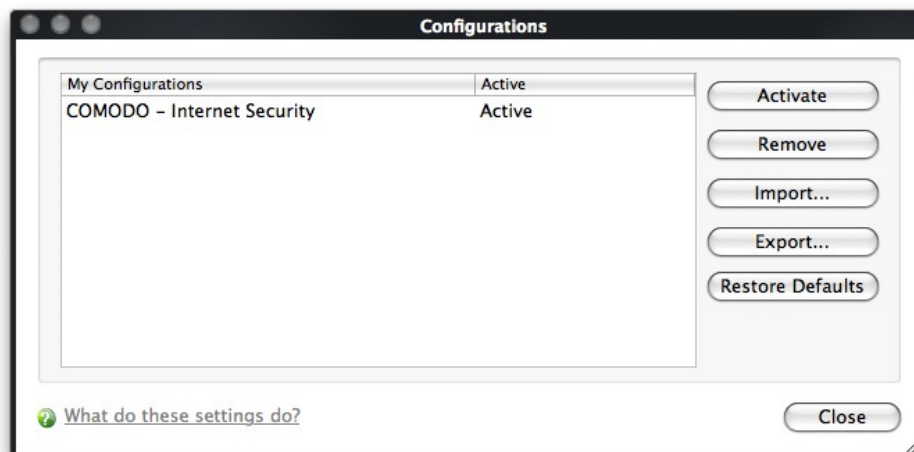 Configurations
My Configurations Active
COMODO – Internet Security Active
Activate
Remove
Import...
Export...
Restore Defaults
What do these settings do?
Close